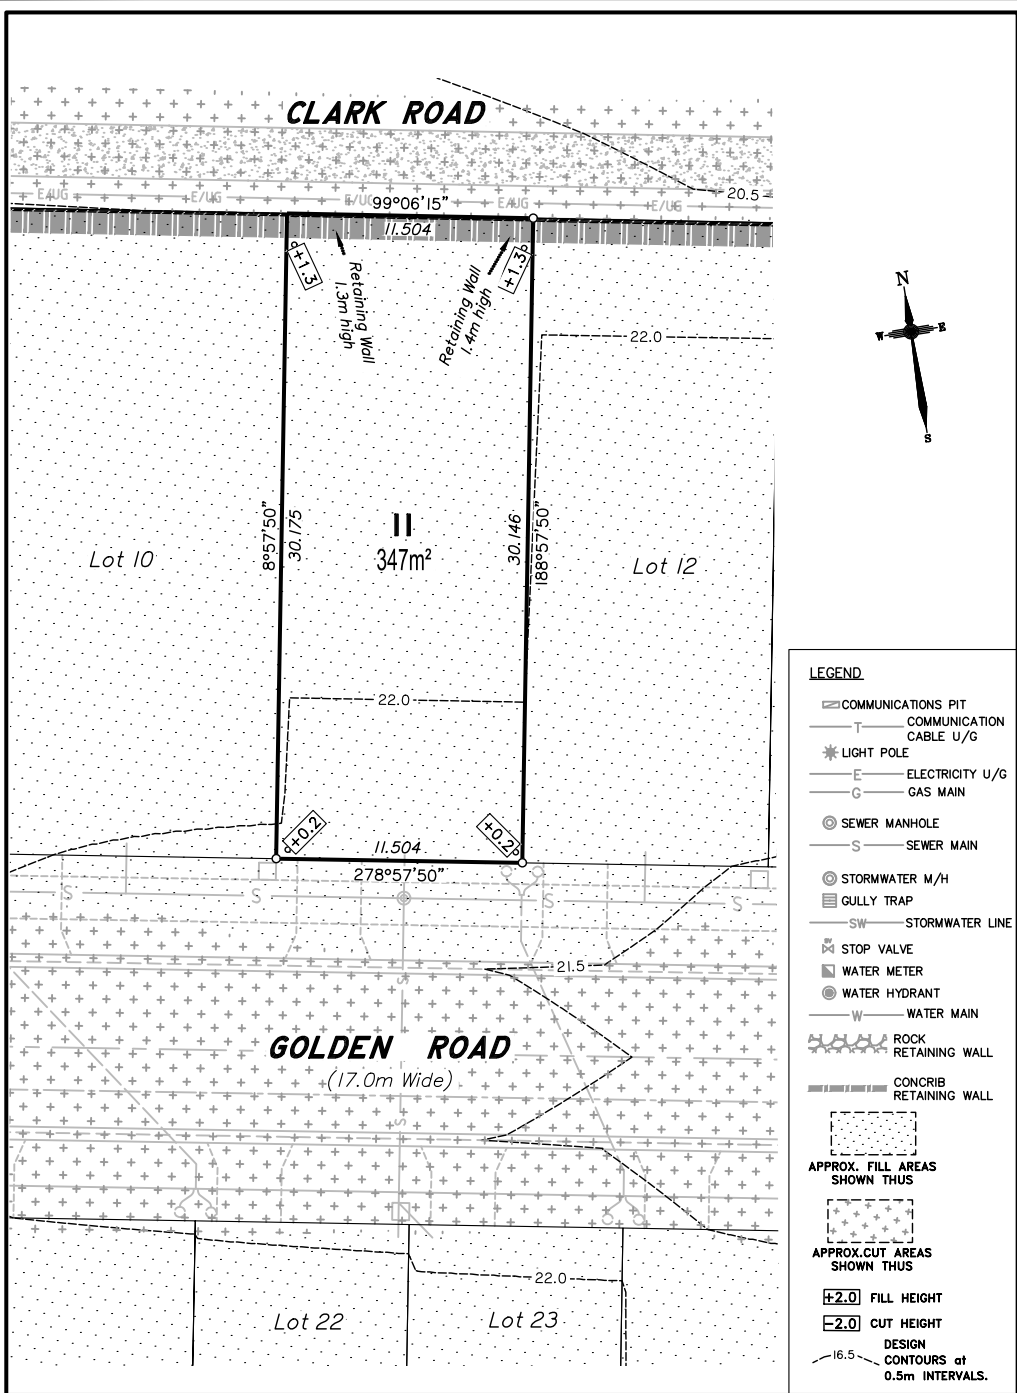 CLARK ROAD
20.5
E/UG
E/UG
E/UG
E/UG
E/UG
99°06'15"
11.504
+1.3
+1.3
Retaining Wall
1.3m high
Retaining Wall
1.4m high
22.0
N
W
E
S
8°57'50"
30.175
11
347m²
30.146
188°57'50"
Lot 10
Lot 12
22.0
+0.2
+0.2
11.504
278°57'50"
S
S
S
S
S
21.5
GOLDEN ROAD
(17.0m Wide)
S
22.0
Lot 22
Lot 23
LEGEND
COMMUNICATIONS PIT
T
COMMUNICATION
CABLE U/G
LIGHT POLE
E
ELECTRICITY U/G
G
GAS MAIN
SEWER MANHOLE
S
SEWER MAIN
STORMWATER M/H
GULLY TRAP
SW
STORMWATER LINE
SV
STOP VALVE
WATER METER
WATER HYDRANT
W
WATER MAIN
ROCK
RETAINING WALL
CONCRIB
RETAINING WALL
APPROX. FILL AREAS
SHOWN THUS
APPROX.CUT AREAS
SHOWN THUS
+2.0 FILL HEIGHT
-2.0 CUT HEIGHT
16.5
DESIGN
CONTOURS at
0.5m INTERVALS.